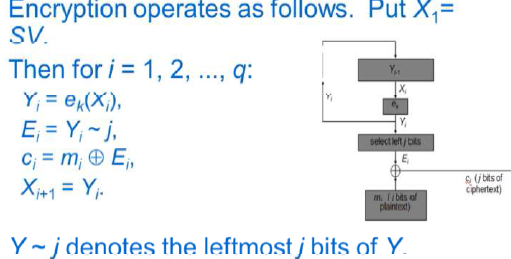 Encryption operates as follows. Put X₁=
SV.
Then for i = 1, 2, ..., q:
Yᵢ = eₖ(Xᵢ),
Eᵢ = Yᵢ ~ j,
cᵢ = mᵢ ⊕ Eᵢ,
Xᵢ₊₁ = Yᵢ.
Y ~ j denotes the leftmost j bits of Y.
Xᵢ
Yᵢ
eₖ
Yᵢ
select left j bits
Eᵢ
cᵢ (j bits of
ciphertext)
mᵢ (j bits of
plaintext)